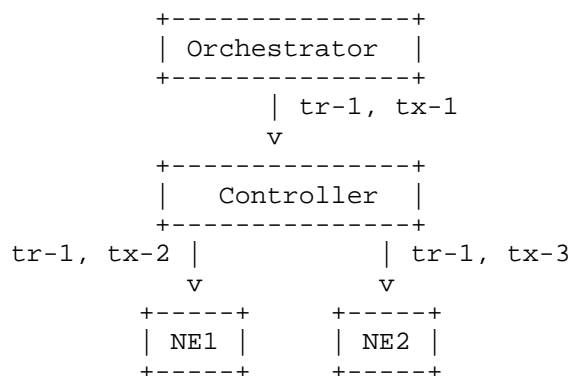 Orchestrator
tr-1, tx-1
v
Controller
tr-1, tx-2 tr-1, tx-3
v v
NE1 NE2